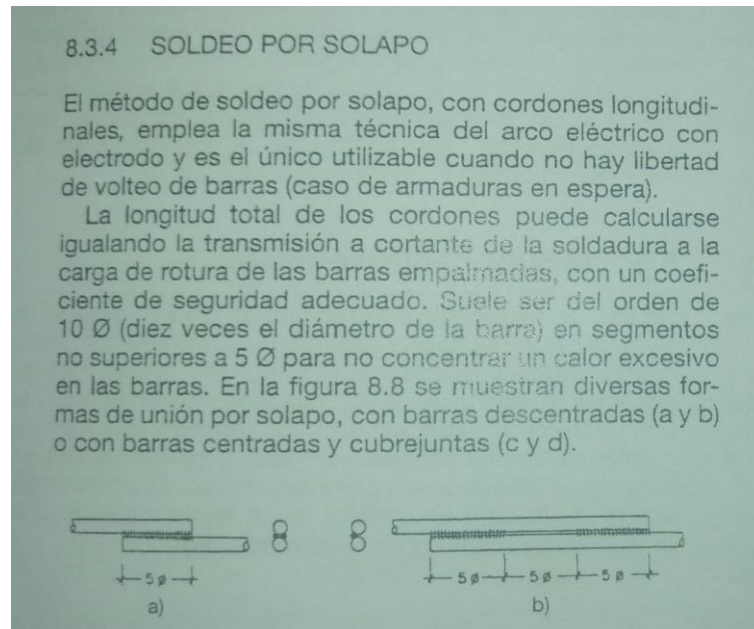 8.3.4 SOLDEO POR SOLAPO
El método de soldeo por solapo, con cordones longitudi-
nales, emplea la misma técnica del arco eléctrico con
electrodo y es el único utilizable cuando no hay libertad
de volteo de barras (caso de armaduras en espera).
La longitud total de los cordones puede calcularse
igualando la transmisión a cortante de la soldadura a la
carga de rotura de las barras empalmadas, con un coefi-
ciente de seguridad adecuado. Suele ser del orden de
10 Ø (diez veces el diámetro de la barra) en segmentos
no superiores a 5 Ø para no concentrar un calor excesivo
en las barras. En la figura 8.8 se muestran diversas for-
mas de unión por solapo, con barras descentradas (a y b)
o con barras centradas y cubrejuntas (c y d).
5 ø
a)
5 ø 5 ø 5 ø
b)